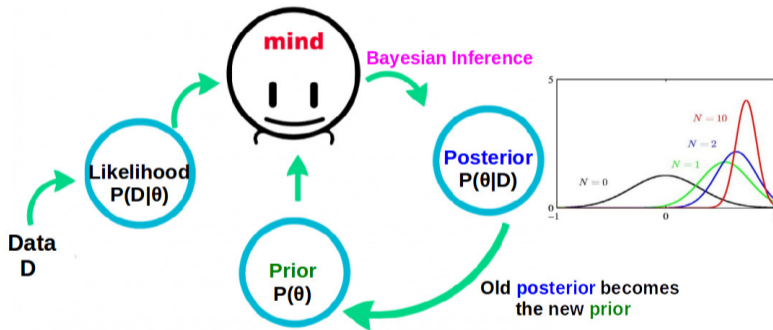 mind
Bayesian Inference
Likelihood
P(D|θ)
Data
D
Prior
P(θ)
Posterior
P(θ|D)
Old posterior becomes
the new prior
5
N = 10
N = 2
N = 1
N = 0
0
−1
0